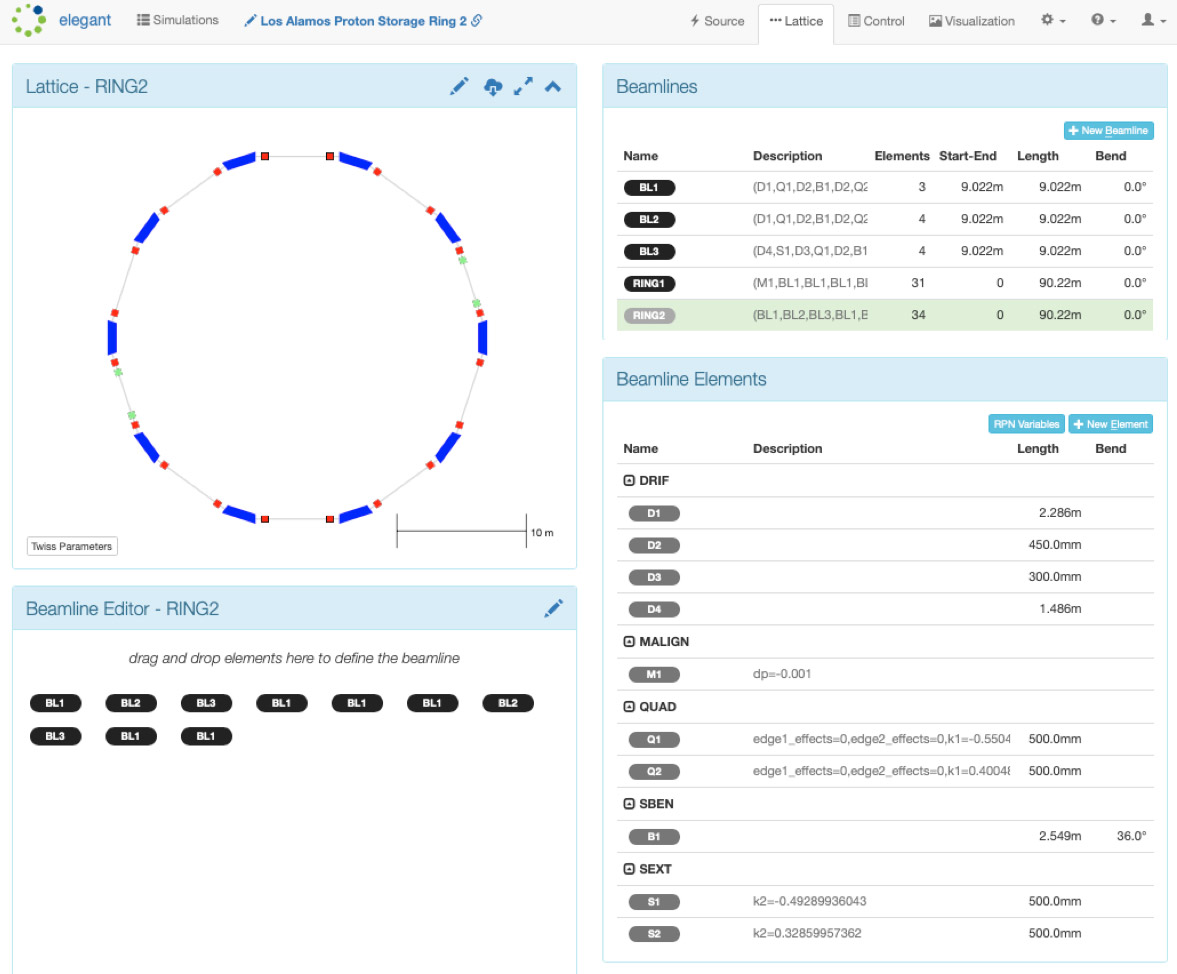 elegant Simulations Los Alamos Proton Storage Ring 2 Source Lattice Control Visualization
Lattice - RING2
10 m
Twiss Parameters
Beamline Editor - RING2
drag and drop elements here to define the beamline
BL1 BL2 BL3 BL1 BL1 BL1 BL2
BL3 BL1 BL1
Beamlines
New Beamline
Name Description Elements Start-End Length Bend
BL1 (D1,Q1,D2,B1,D2,Q2 3 9.022m 9.022m 0.0°
BL2 (D1,Q1,D2,B1,D2,Q2 4 9.022m 9.022m 0.0°
BL3 (D4,S1,D3,Q1,D2,B1 4 9.022m 9.022m 0.0°
RING1 (M1,BL1,BL1,BL1,Bl 31 0 90.22m 0.0°
RING2 (BL1,BL2,BL3,BL1,E 34 0 90.22m 0.0°
Beamline Elements
RPN Variables New Element
Name Description Length Bend
DRIF
D1 2.286m
D2 450.0mm
D3 300.0mm
D4 1.486m
MALIGN
M1 dp=-0.001
QUAD
Q1 edge1_effects=0,edge2_effects=0,k1=-0.5504 500.0mm
Q2 edge1_effects=0,edge2_effects=0,k1=0.40048 500.0mm
SBEN
B1 2.549m 36.0°
SEXT
S1 k2=-0.49289936043 500.0mm
S2 k2=0.32859957362 500.0mm